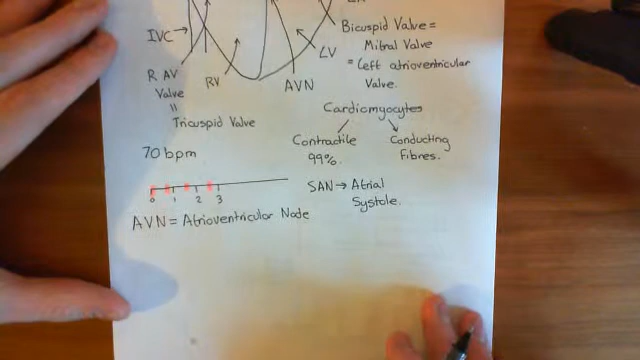 IVC
Bicuspid Valve =
Mitral Valve
= Left atrioventricular
Valve.
LV
R AV
Valve
=
Tricuspid Valve
RV
AVN
Cardiomyocytes
Contractile
99%.
Conducting
Fibres.
70 bpm
0 1 2 3
SAN → Atrial
Systole.
AVN = Atrioventricular Node